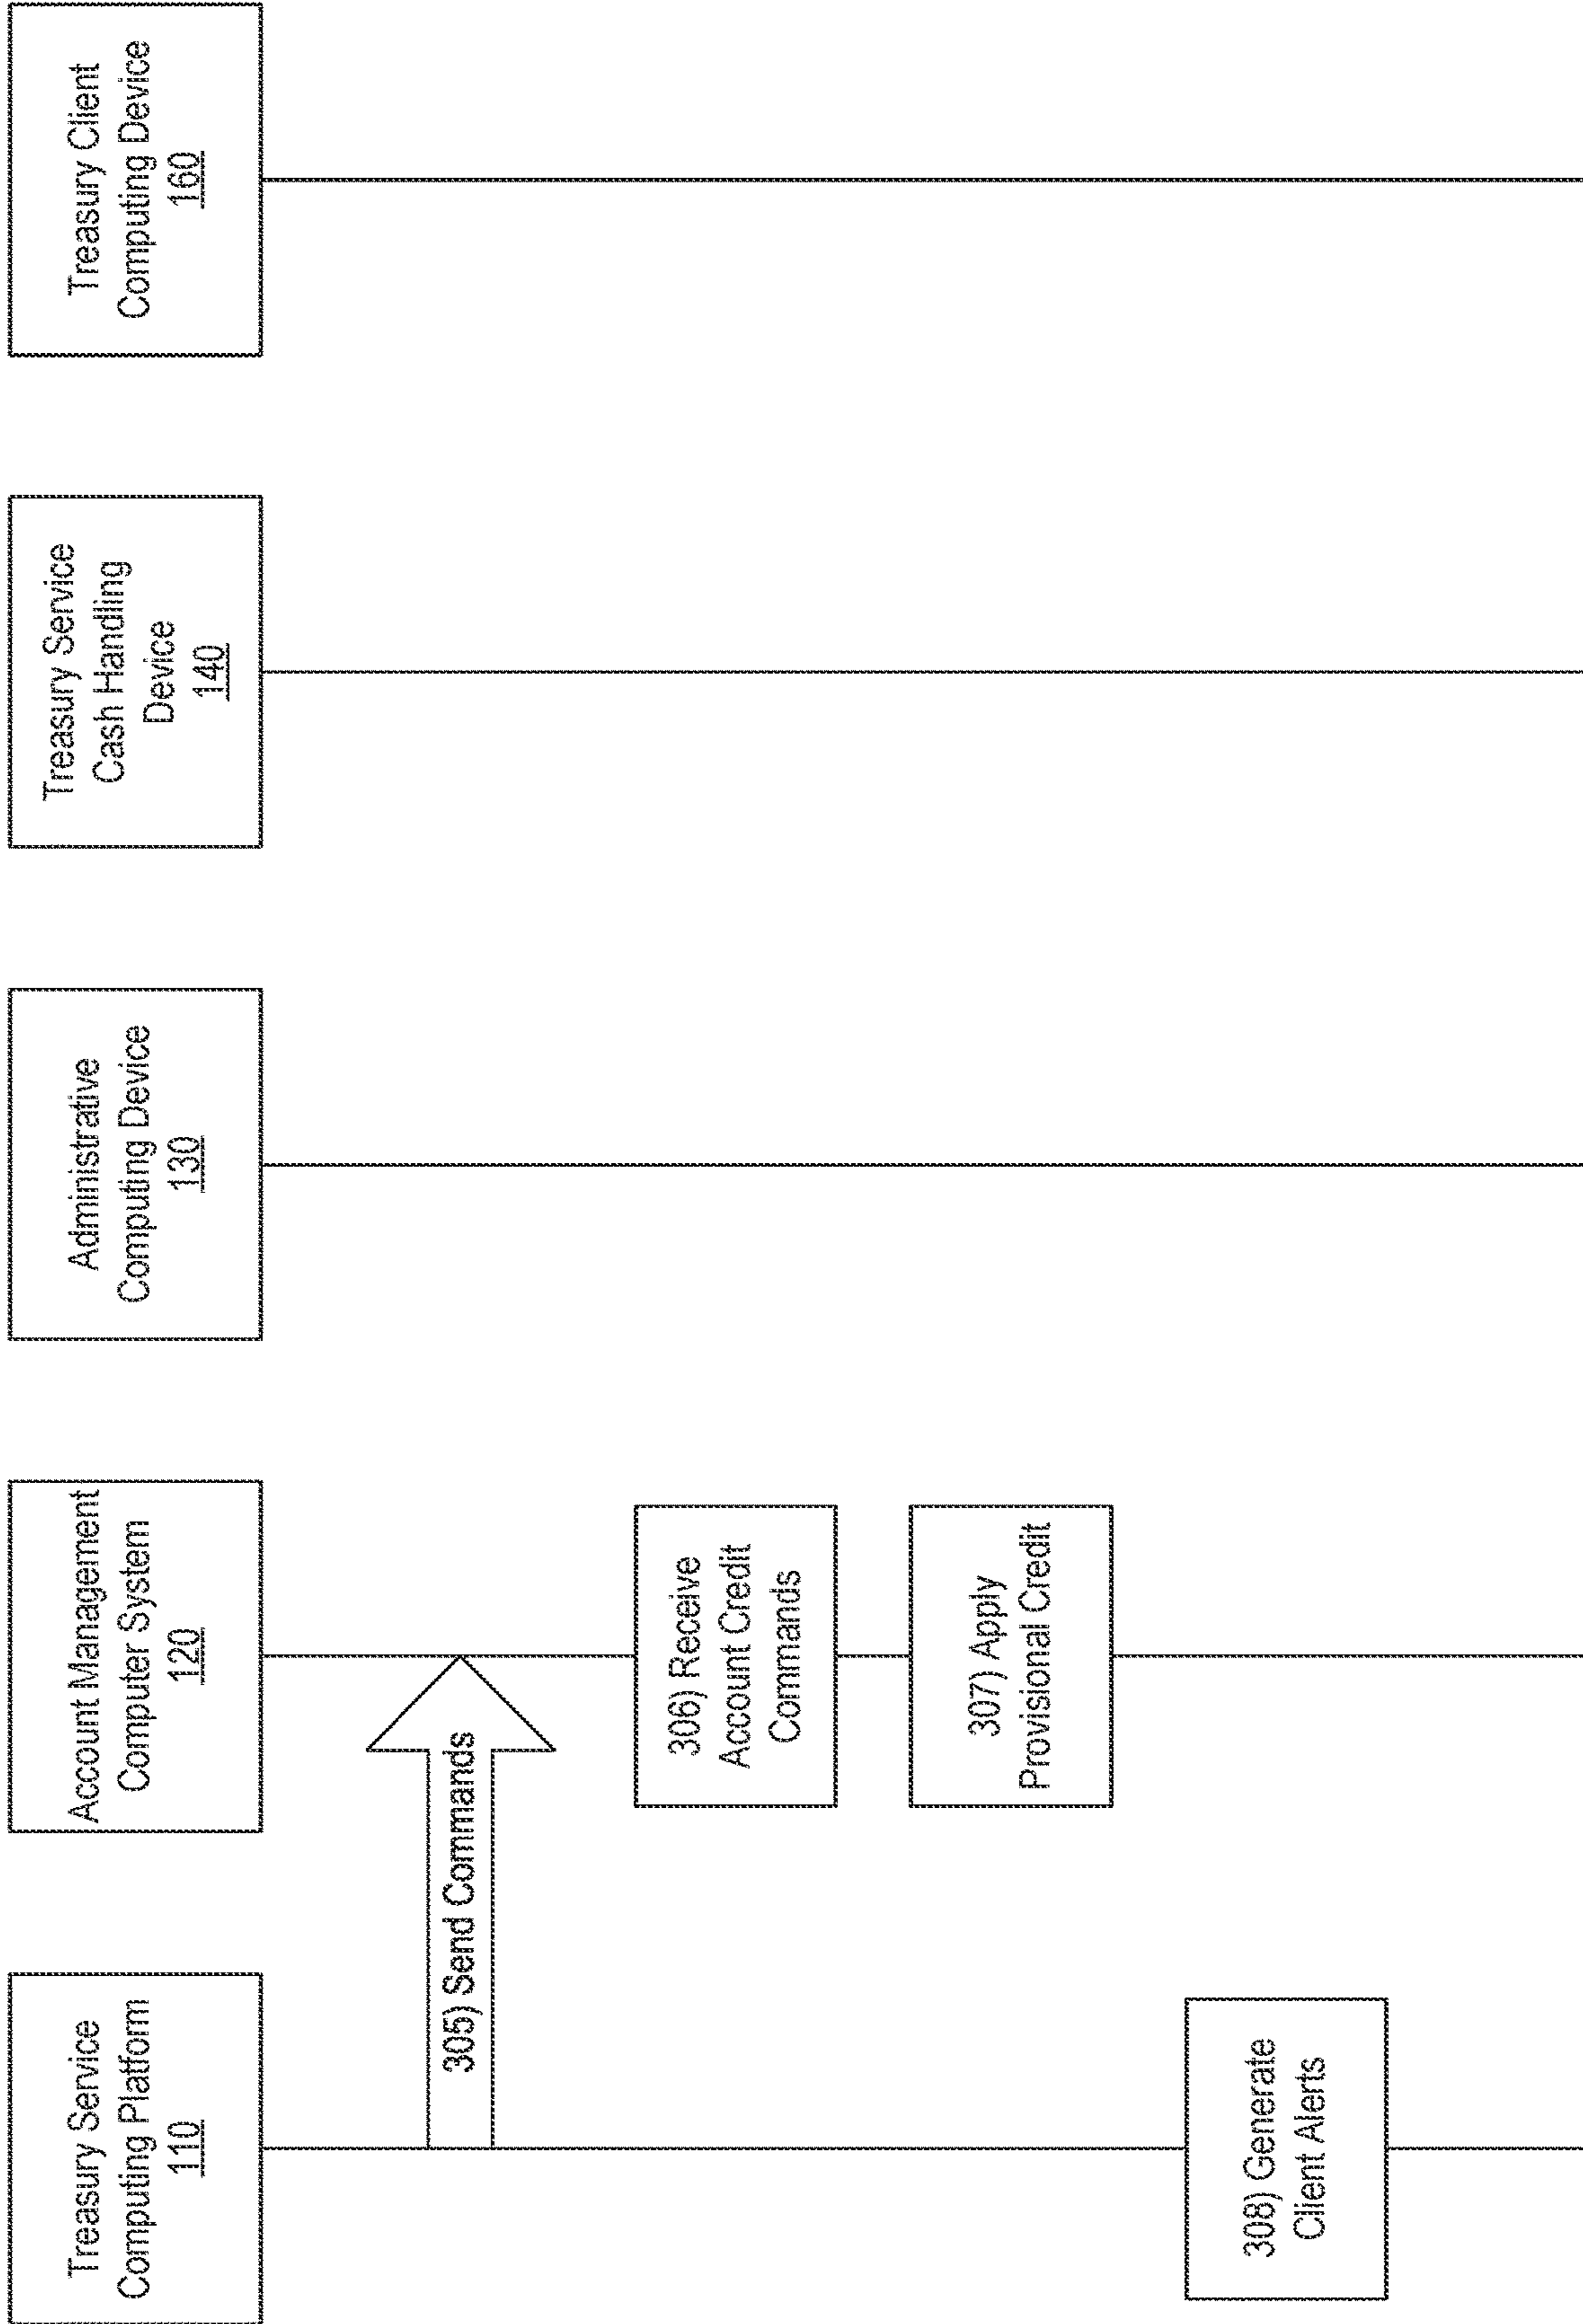 Treasury Service
Computing Platform
110
Account Management
Computer System
120
Administrative
Computing Device
130
Treasury Service
Cash Handling
Device
140
Treasury Client
Computing Device
160
305) Send Commands
306) Receive
Account Credit
Commands
307) Apply
Provisional Credit
308) Generate
Client Alerts